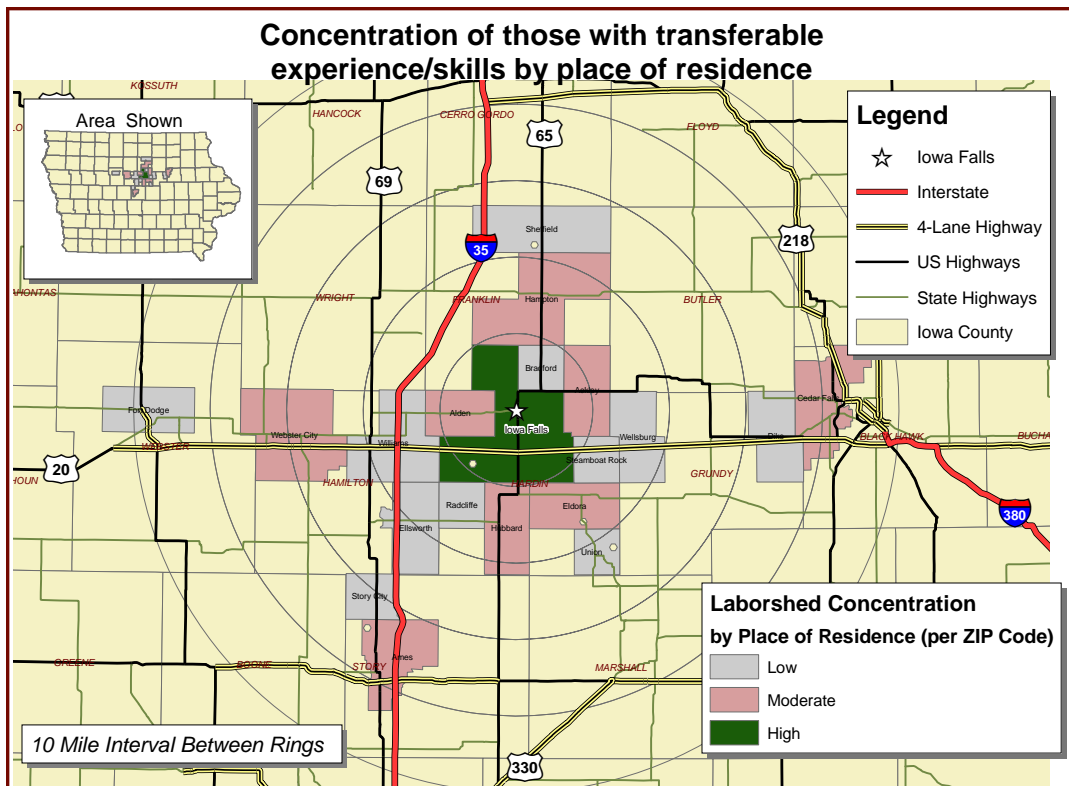 Concentration of those with transferable
experience/skills by place of residence
KOSSUTH
HANCOCK
CERRO GORDO
FLOYD
Area Shown
65
69
218
35
Legend
Iowa Falls
Interstate
4-Lane Highway
US Highways
State Highways
Iowa County
Sheffield
AHONTAS
WRIGHT
FRANKLIN
Hampton
BUTLER
Bradford
Ackley
Fort Dodge
Alden
Cedar Falls
Iowa Falls
Webster City
Williams
Wellsburg
Dike
WEBSTER
BLACK HAWK
BUCHA
20
Steamboat Rock
HOUN
HAMILTON
HARDIN
GRUNDY
Radcliffe
Eldora
Ellsworth
Hubbard
380
Union
Story City
Ames
GREENE
BOONE
STORY
MARSHALL
Laborshed Concentration
by Place of Residence (per ZIP Code)
Low
Moderate
High
10 Mile Interval Between Rings
330